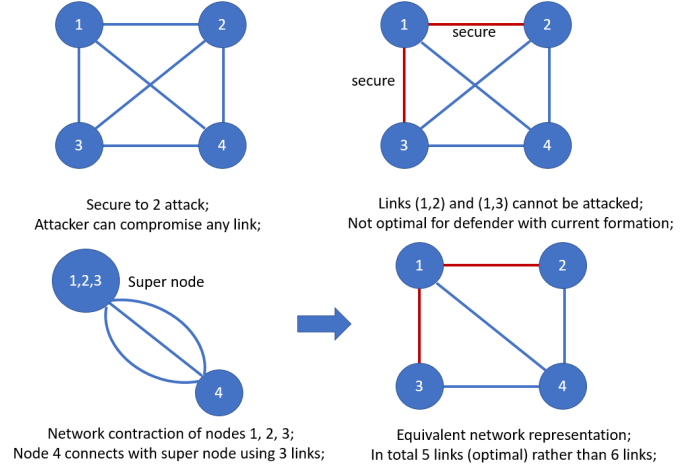 1
2
3
4
Secure to 2 attack;
Attacker can compromise any link;
1
secure
2
secure
3
4
Links (1,2) and (1,3) cannot be attacked;
Not optimal for defender with current formation;
1,2,3
Super node
4
Network contraction of nodes 1, 2, 3;
Node 4 connects with super node using 3 links;
1
2
3
4
Equivalent network representation;
In total 5 links (optimal) rather than 6 links;